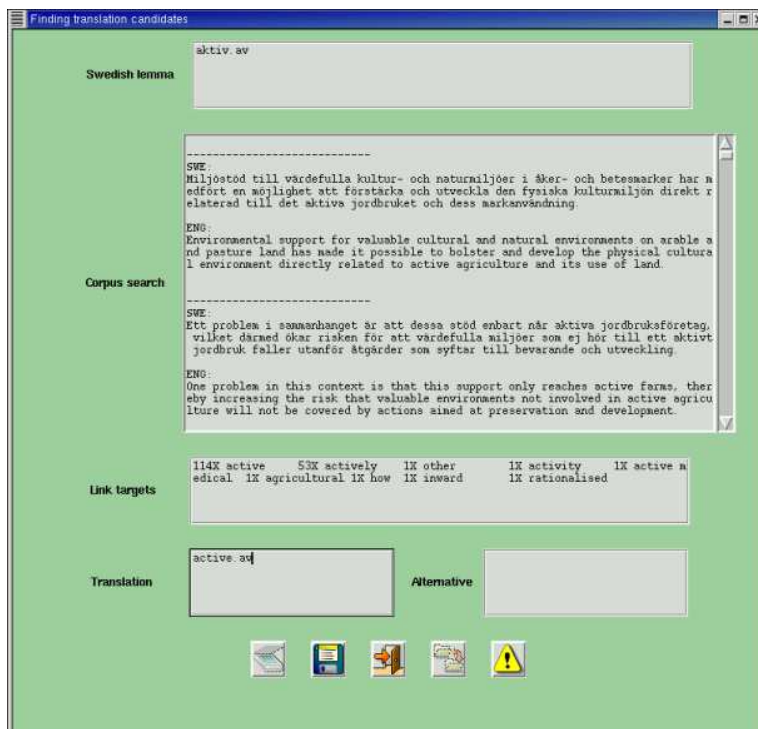 Finding translation candidates
Swedish lemma
aktiv.av
Corpus search
----------------------------
SWE:
Miljöstöd till värdefulla kultur- och naturmiljöer i åker- och betesmarker har m
edfört en möjlighet att förstärka och utveckla den fysiska kulturmiljön direkt r
elaterad till det aktiva jordbruket och dess markanvändning.
ENG:
Environmental support for valuable cultural and natural environments on arable a
nd pasture land has made it possible to bolster and develop the physical cultura
l environment directly related to active agriculture and its use of land.
----------------------------
SWE:
Ett problem i sammanhanget är att dessa stöd enbart når aktiva jordbruksföretag,
vilket därmed ökar risken för att värdefulla miljöer som ej hör till ett aktivt
jordbruk faller utanför åtgärder som syftar till bevarande och utveckling.
ENG:
One problem in this context is that this support only reaches active farms, ther
eby increasing the risk that valuable environments not involved in active agricu
lture will not be covered by actions aimed at preservation and development.
Link targets
114X active 53X actively 1X other 1X activity 1X active m
edical 1X agricultural 1X how 1X inward 1X rationalised
Translation
active.av
Alternative